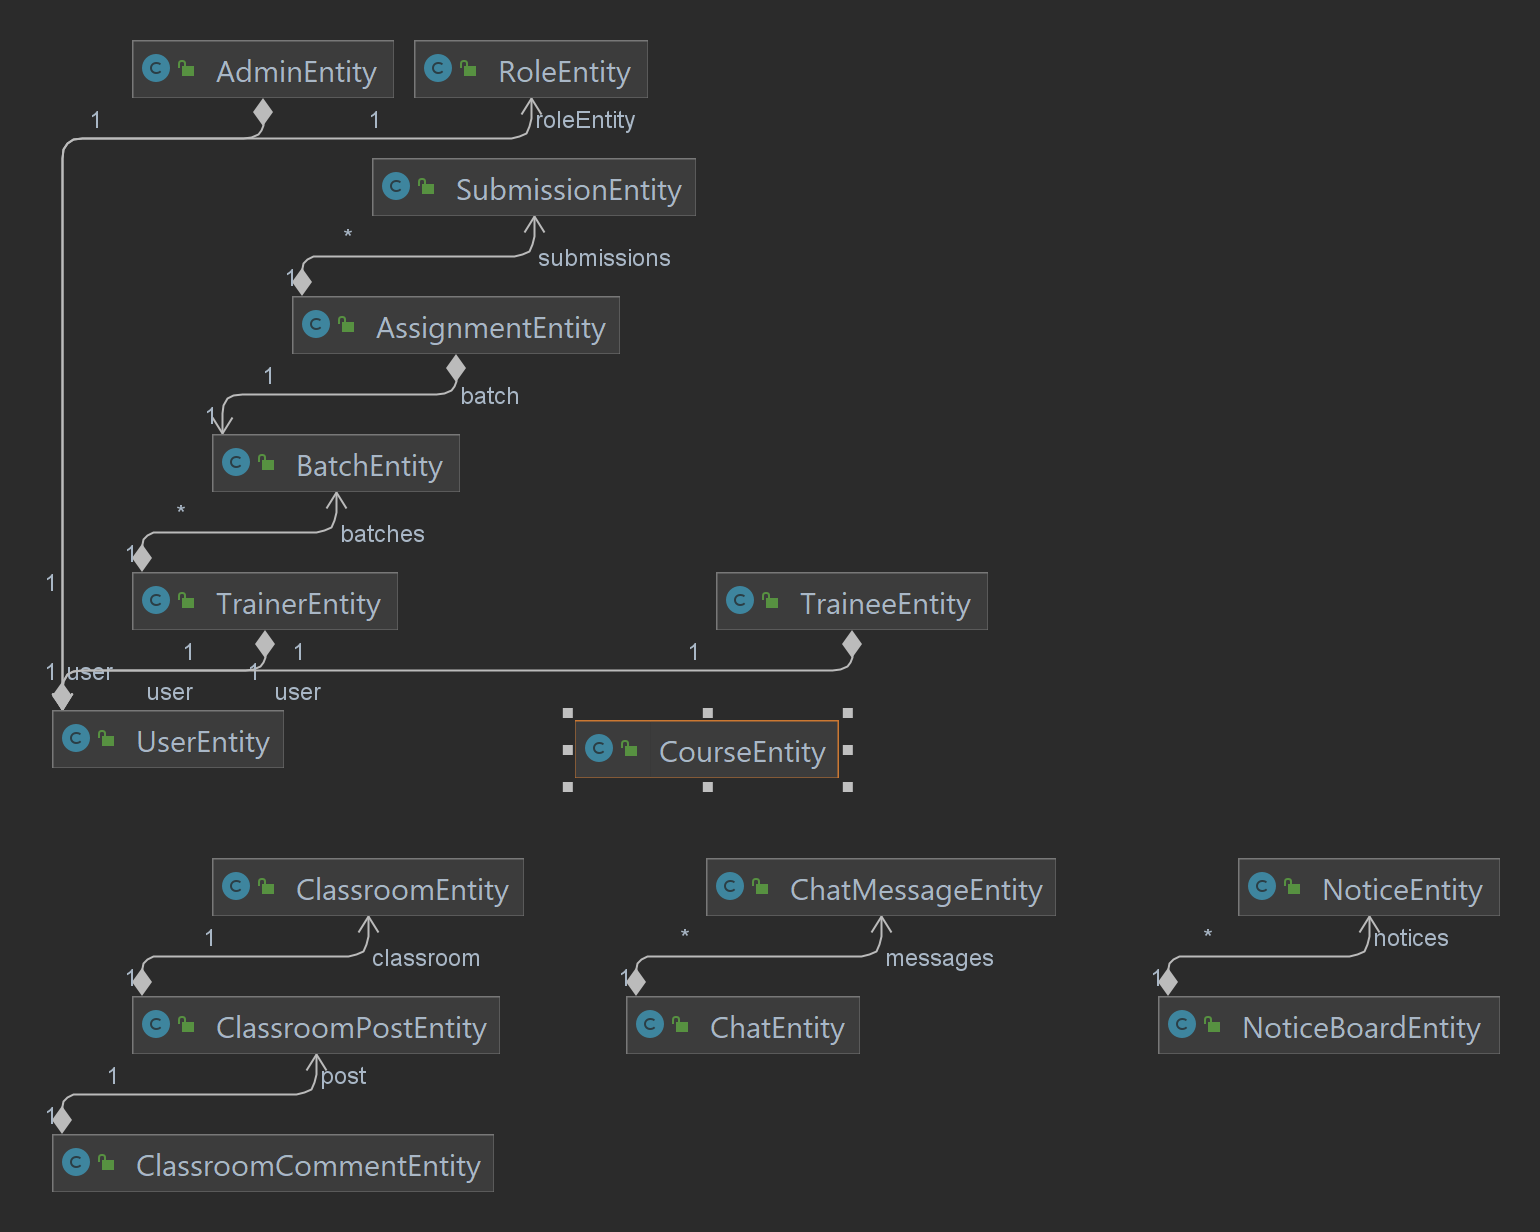 C AdminEntity
C RoleEntity
1
1
roleEntity
C SubmissionEntity
*
submissions
1
C AssignmentEntity
1
batch
1
C BatchEntity
*
batches
1
1
C TrainerEntity
C TraineeEntity
1
1
1
1
user
1
user
user
C UserEntity
C CourseEntity
C ClassroomEntity
C ChatMessageEntity
C NoticeEntity
1
classroom
1
*
messages
1
*
notices
1
C ClassroomPostEntity
C ChatEntity
C NoticeBoardEntity
1
post
1
C ClassroomCommentEntity